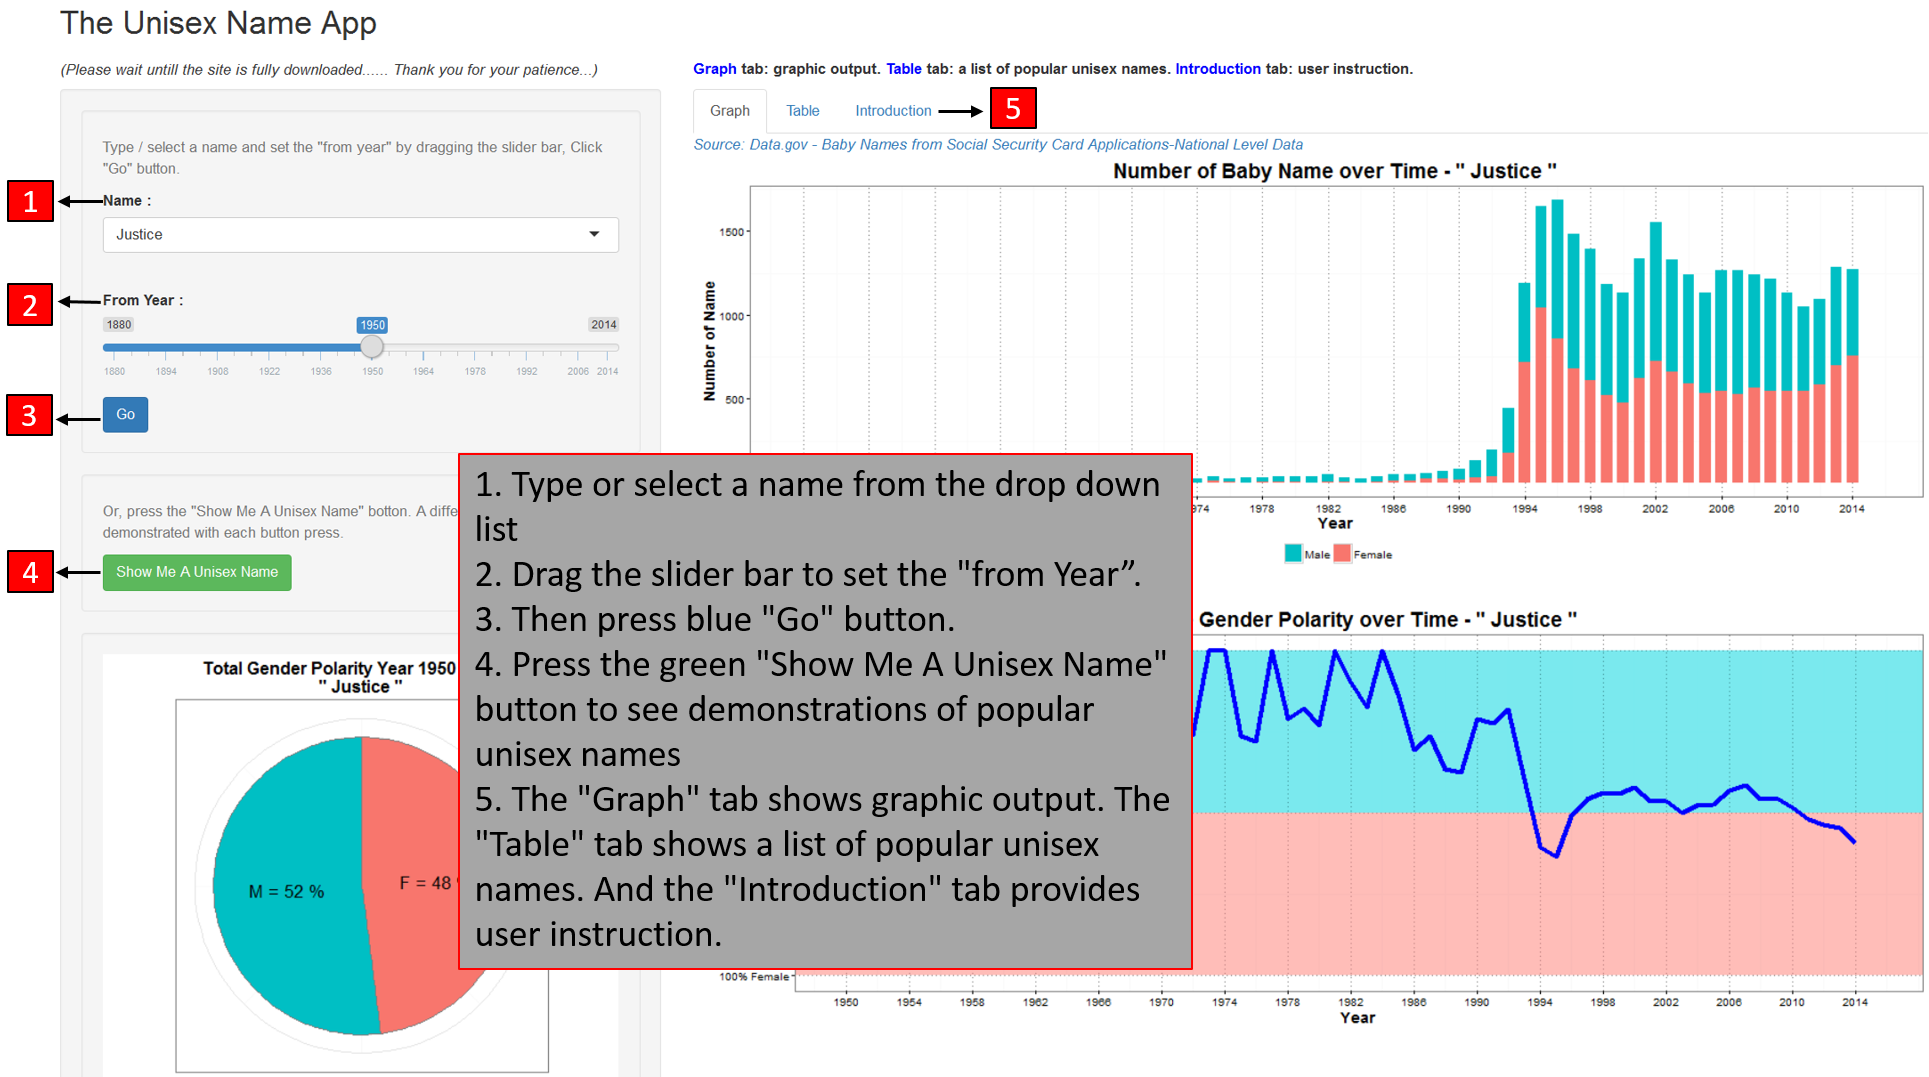 The Unisex Name App
(Please wait untill the site is fully downloaded...... Thank you for your patience...)
Graph tab: graphic output. Table tab: a list of popular unisex names. Introduction tab: user instruction.
Graph Table Introduction 5
Source: Data.gov - Baby Names from Social Security Card Applications-National Level Data
Type / select a name and set the "from year" by dragging the slider bar, Click
"Go" button.
1 Name :
Justice
2 From Year :
1880 1950 2014
1880 1894 1908 1922 1936 1950 1964 1978 1992 2006 2014
3 Go
Or, press the "Show Me A Unisex Name" botton. A diffe
demonstrated with each button press.
4 Show Me A Unisex Name
Total Gender Polarity Year 1950
" Justice "
M = 52 %
F = 48
Number of Baby Name over Time - " Justice "
Number of Name
1500
1000
500
74 1978 1982 1986 1990 1994 1998 2002 2006 2010 2014
Year
Male Female
1. Type or select a name from the drop down
list
2. Drag the slider bar to set the "from Year”.
3. Then press blue "Go" button.
4. Press the green "Show Me A Unisex Name"
button to see demonstrations of popular
unisex names
5. The "Graph" tab shows graphic output. The
"Table" tab shows a list of popular unisex
names. And the "Introduction" tab provides
user instruction.
Gender Polarity over Time - " Justice "
100% Female
1950 1954 1958 1962 1966 1970 1974 1978 1982 1986 1990 1994 1998 2002 2006 2010 2014
Year